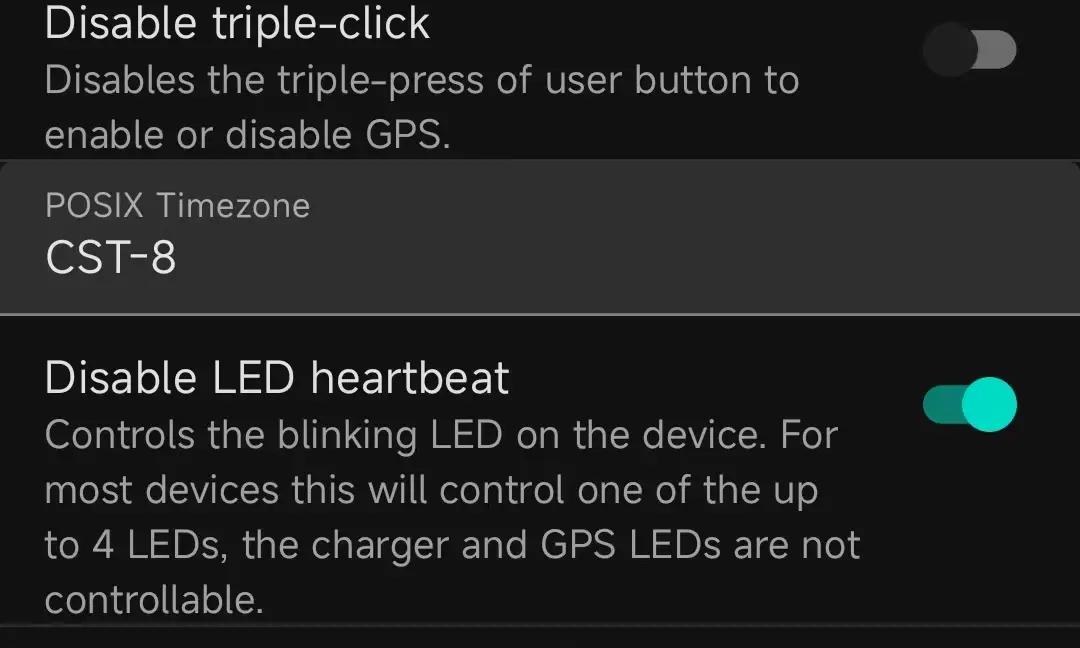 Disable triple-click
Disables the triple-press of user button to
enable or disable GPS.
POSIX Timezone
CST-8
Disable LED heartbeat
Controls the blinking LED on the device. For
most devices this will control one of the up
to 4 LEDs, the charger and GPS LEDs are not
controllable.